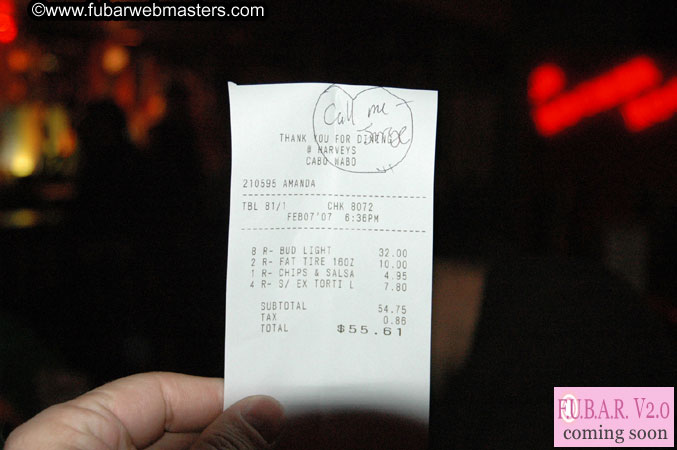 ©www.fubarwebmasters.com
Call me
THANK YOU FOR DINING
@ HARVEYS
CABO WABO
210595 AMANDA
TBL 81/1 CHK 8072
FEB07'07 6:36PM
8 R- BUD LIGHT 32.00
2 R- FAT TIRE 16OZ 10.00
1 R- CHIPS & SALSA 4.95
4 R- S/ EX TORTI L 7.80
SUBTOTAL 54.75
TAX 0.86
TOTAL $55.61
F.U.B.A.R. V2.0
coming soon